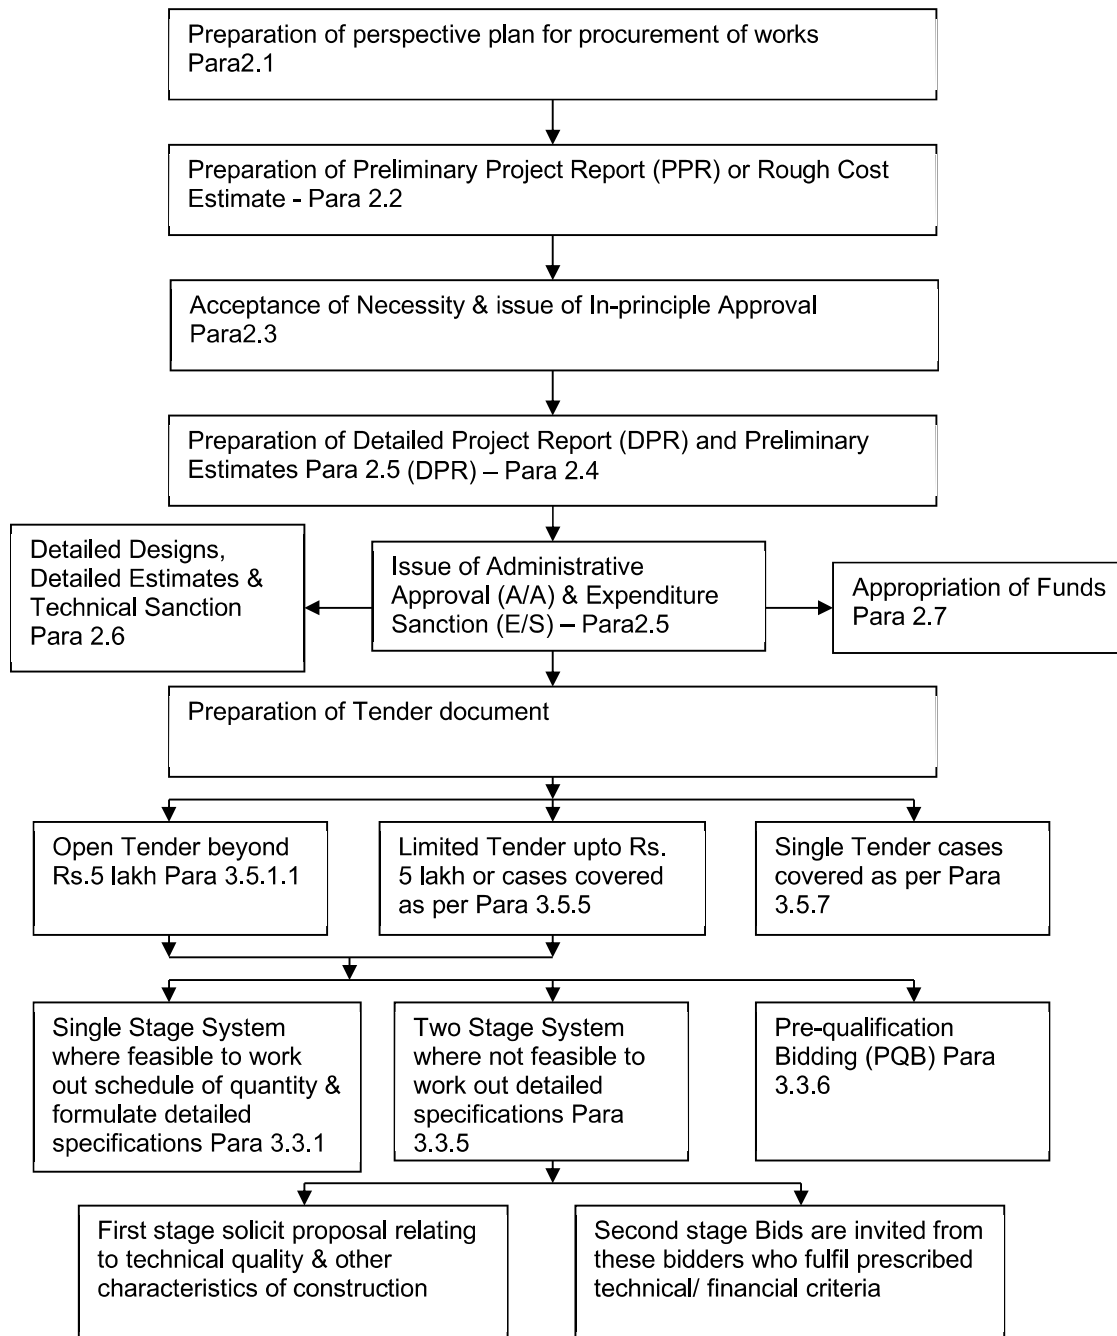 Preparation of perspective plan for procurement of works
Para2.1
Preparation of Preliminary Project Report (PPR) or Rough Cost
Estimate - Para 2.2
Acceptance of Necessity & issue of In-principle Approval
Para2.3
Preparation of Detailed Project Report (DPR) and Preliminary
Estimates Para 2.5 (DPR) – Para 2.4
Detailed Designs,
Detailed Estimates &
Technical Sanction
Para 2.6
Issue of Administrative
Approval (A/A) & Expenditure
Sanction (E/S) – Para2.5
Appropriation of Funds
Para 2.7
Preparation of Tender document
Open Tender beyond
Rs.5 lakh Para 3.5.1.1
Limited Tender upto Rs.
5 lakh or cases covered
as per Para 3.5.5
Single Tender cases
covered as per Para
3.5.7
Single Stage System
where feasible to work
out schedule of quantity &
formulate detailed
specifications Para 3.3.1
Two Stage System
where not feasible to
work out detailed
specifications Para
3.3.5
Pre-qualification
Bidding (PQB) Para
3.3.6
First stage solicit proposal relating
to technical quality & other
characteristics of construction
Second stage Bids are invited from
these bidders who fulfil prescribed
technical/ financial criteria